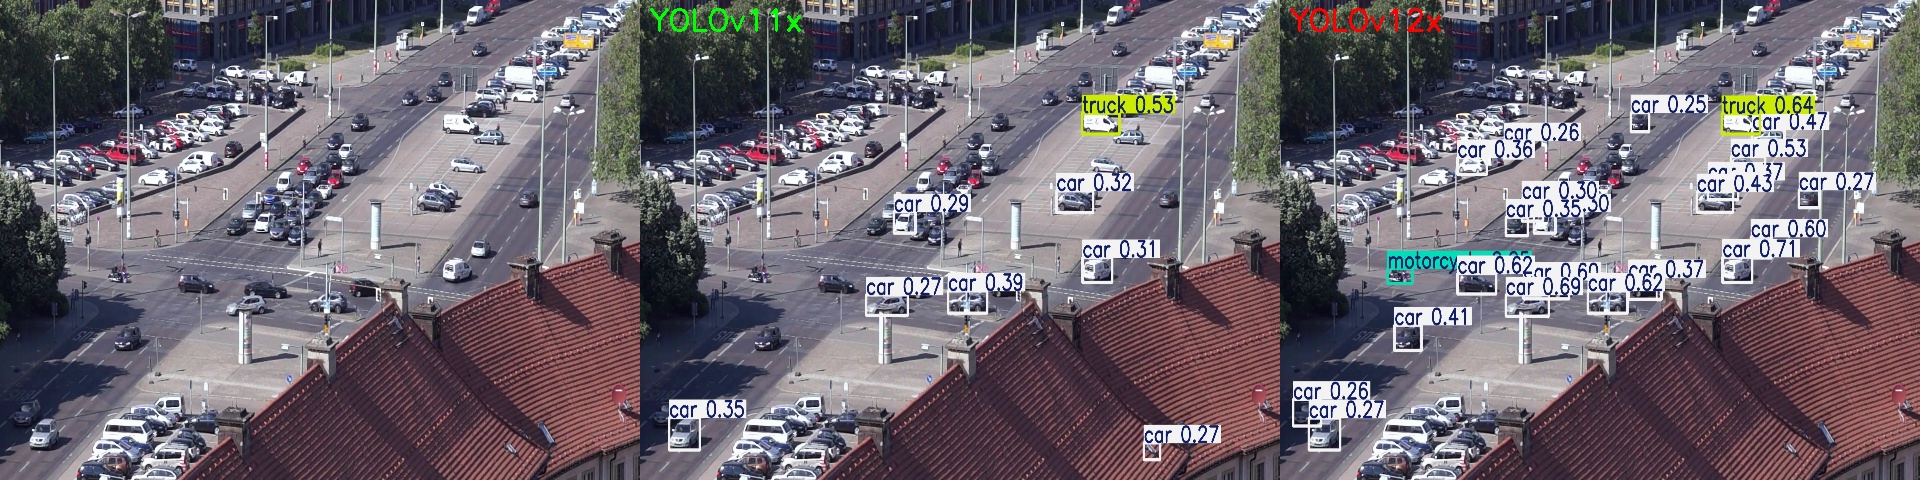 YOLOv11x
truck 0.53
car 0.32
car 0.29
car 0.31
car 0.27
car 0.39
car 0.35
car 0.27
YOLOv12x
car 0.25
truck 0.64
0.47
car 0.26
car 0.36
car 0.53
car 0.43
car 0.27
car 0.30
car 0.35
30
car 0.60
car 0.71
motorcy
car 0.62
car 0.69
car 0.62
0.37
car 0.41
car 0.26
car 0.27